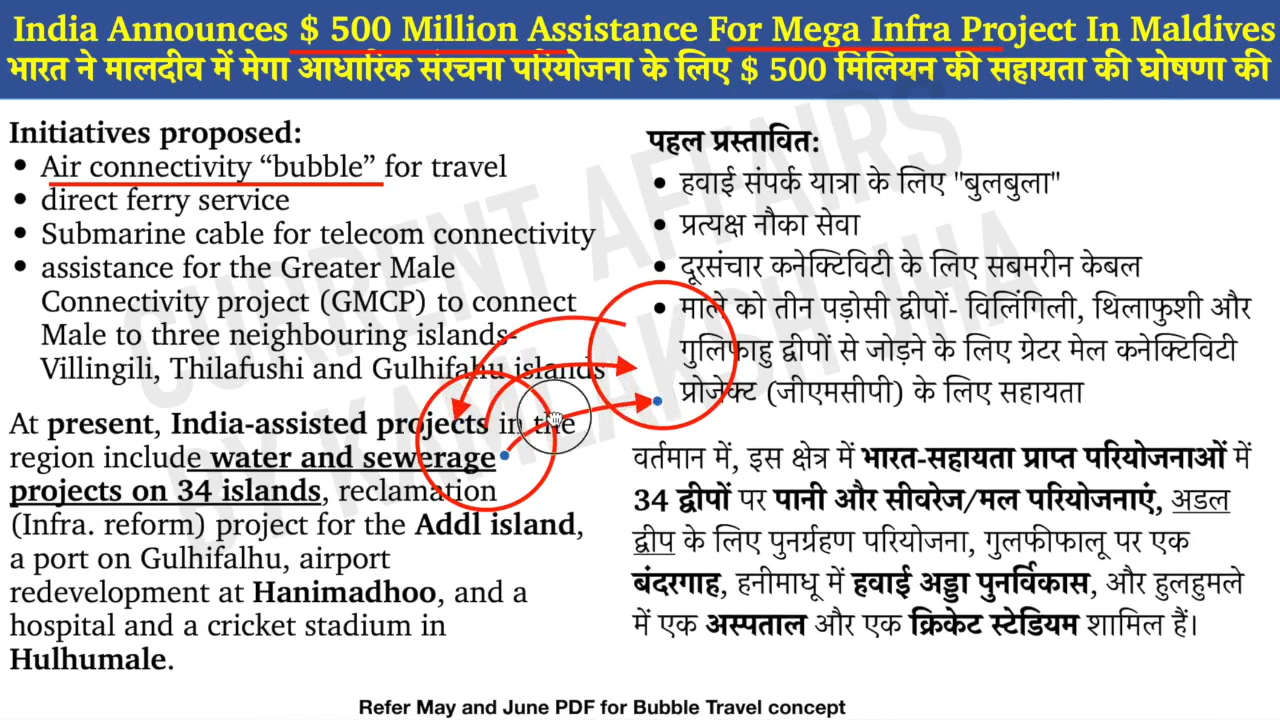 India Announces $ 500 Million Assistance For Mega Infra Project In Maldives
भारत ने मालदीव में मेगा आधारिक संरचना परियोजना के लिए $ 500 मिलियन की सहायता की घोषणा की
Initiatives proposed:
• Air connectivity “bubble” for travel
• direct ferry service
• Submarine cable for telecom connectivity
• assistance for the Greater Male
Connectivity project (GMCP) to connect
Male to three neighbouring islands-
Villingili, Thilafushi and Gulhifahu islands
At present, India-assisted projects in the
region include water and sewerage
projects on 34 islands, reclamation
(Infra. reform) project for the Addl island,
a port on Gulhifalhu, airport
redevelopment at Hanimadhoo, and a
hospital and a cricket stadium in
Hulhumale.
पहल प्रस्तावित:
• हवाई संपर्क यात्रा के लिए "बुलबुला"
• प्रत्यक्ष नौका सेवा
• दूरसंचार कनेक्टिविटी के लिए सबमरीन केबल
• माले को तीन पड़ोसी द्वीपों- विलिंगिली, थिलाफुशी और
गुलिफाहु द्वीपों से जोड़ने के लिए ग्रेटर मेल कनेक्टिविटी
प्रोजेक्ट (जीएमसीपी) के लिए सहायता
वर्तमान में, इस क्षेत्र में भारत-सहायता प्राप्त परियोजनाओं में
34 द्वीपों पर पानी और सीवरेज/मल परियोजनाएं, अडल
द्वीप के लिए पुनर्ग्रहण परियोजना, गुलफीफालू पर एक
बंदरगाह, हनीमाधू में हवाई अड्डा पुनर्विकास, और हुलहुमले
में एक अस्पताल और एक क्रिकेट स्टेडियम शामिल हैं।
Refer May and June PDF for Bubble Travel concept
CURRENT AFFAIRS
BY KAMLAKSH JHA